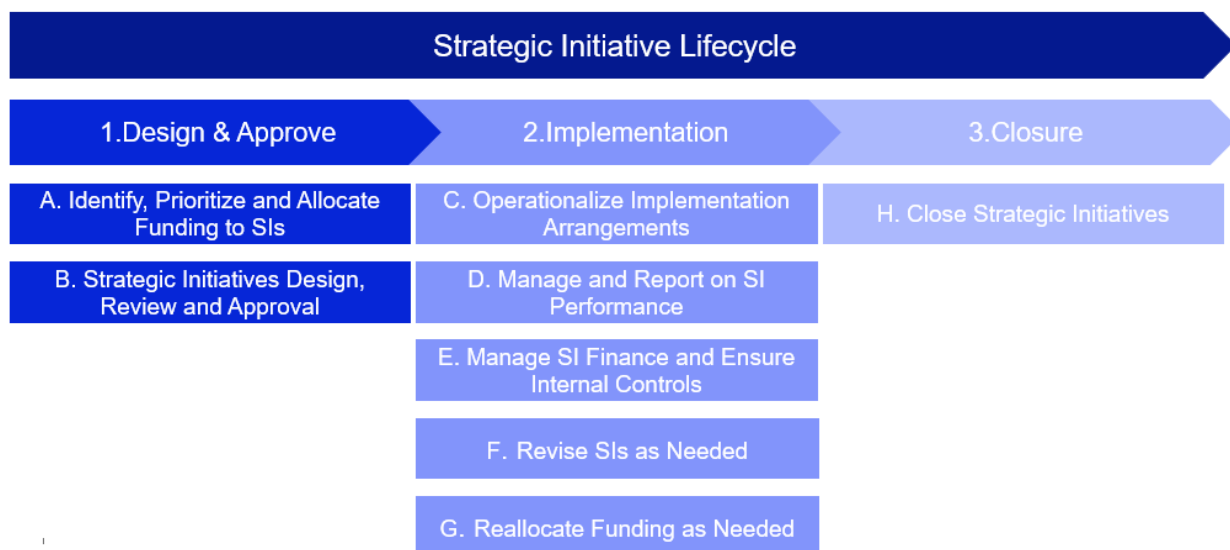 Strategic Initiative Lifecycle
1.Design & Approve
2.Implementation
3.Closure
A. Identify, Prioritize and Allocate
Funding to SIs
B. Strategic Initiatives Design,
Review and Approval
C. Operationalize Implementation
Arrangements
D. Manage and Report on SI
Performance
E. Manage SI Finance and Ensure
Internal Controls
F. Revise SIs as Needed
G. Reallocate Funding as Needed
H. Close Strategic Initiatives